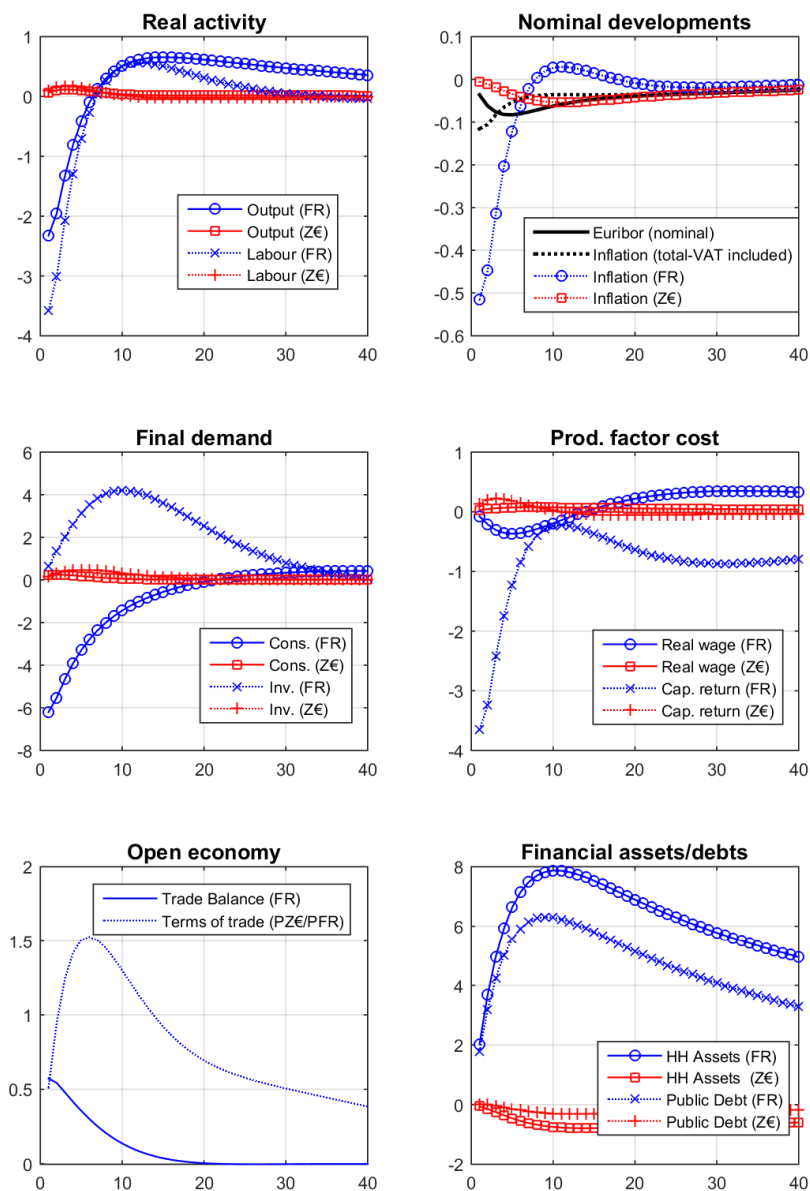 Real activity
1
0
-1
-2
-3
-4
0
10
20
30
40
Output (FR)
Output (Z€)
Labour (FR)
Labour (Z€)
Nominal developments
0.1
0
-0.1
-0.2
-0.3
-0.4
-0.5
-0.6
0
10
20
30
40
Euribor (nominal)
Inflation (total-VAT included)
Inflation (FR)
Inflation (Z€)
Final demand
6
4
2
0
-2
-4
-6
-8
0
10
20
30
40
Cons. (FR)
Cons. (Z€)
Inv. (FR)
Inv. (Z€)
Prod. factor cost
1
0
-1
-2
-3
-4
0
10
20
30
40
Real wage (FR)
Real wage (Z€)
Cap. return (FR)
Cap. return (Z€)
Open economy
2
1.5
1
0.5
0
0
10
20
30
40
Trade Balance (FR)
Terms of trade (PZ€/PFR)
Financial assets/debts
8
6
4
2
0
-2
0
10
20
30
40
HH Assets (FR)
HH Assets (Z€)
Public Debt (FR)
Public Debt (Z€)